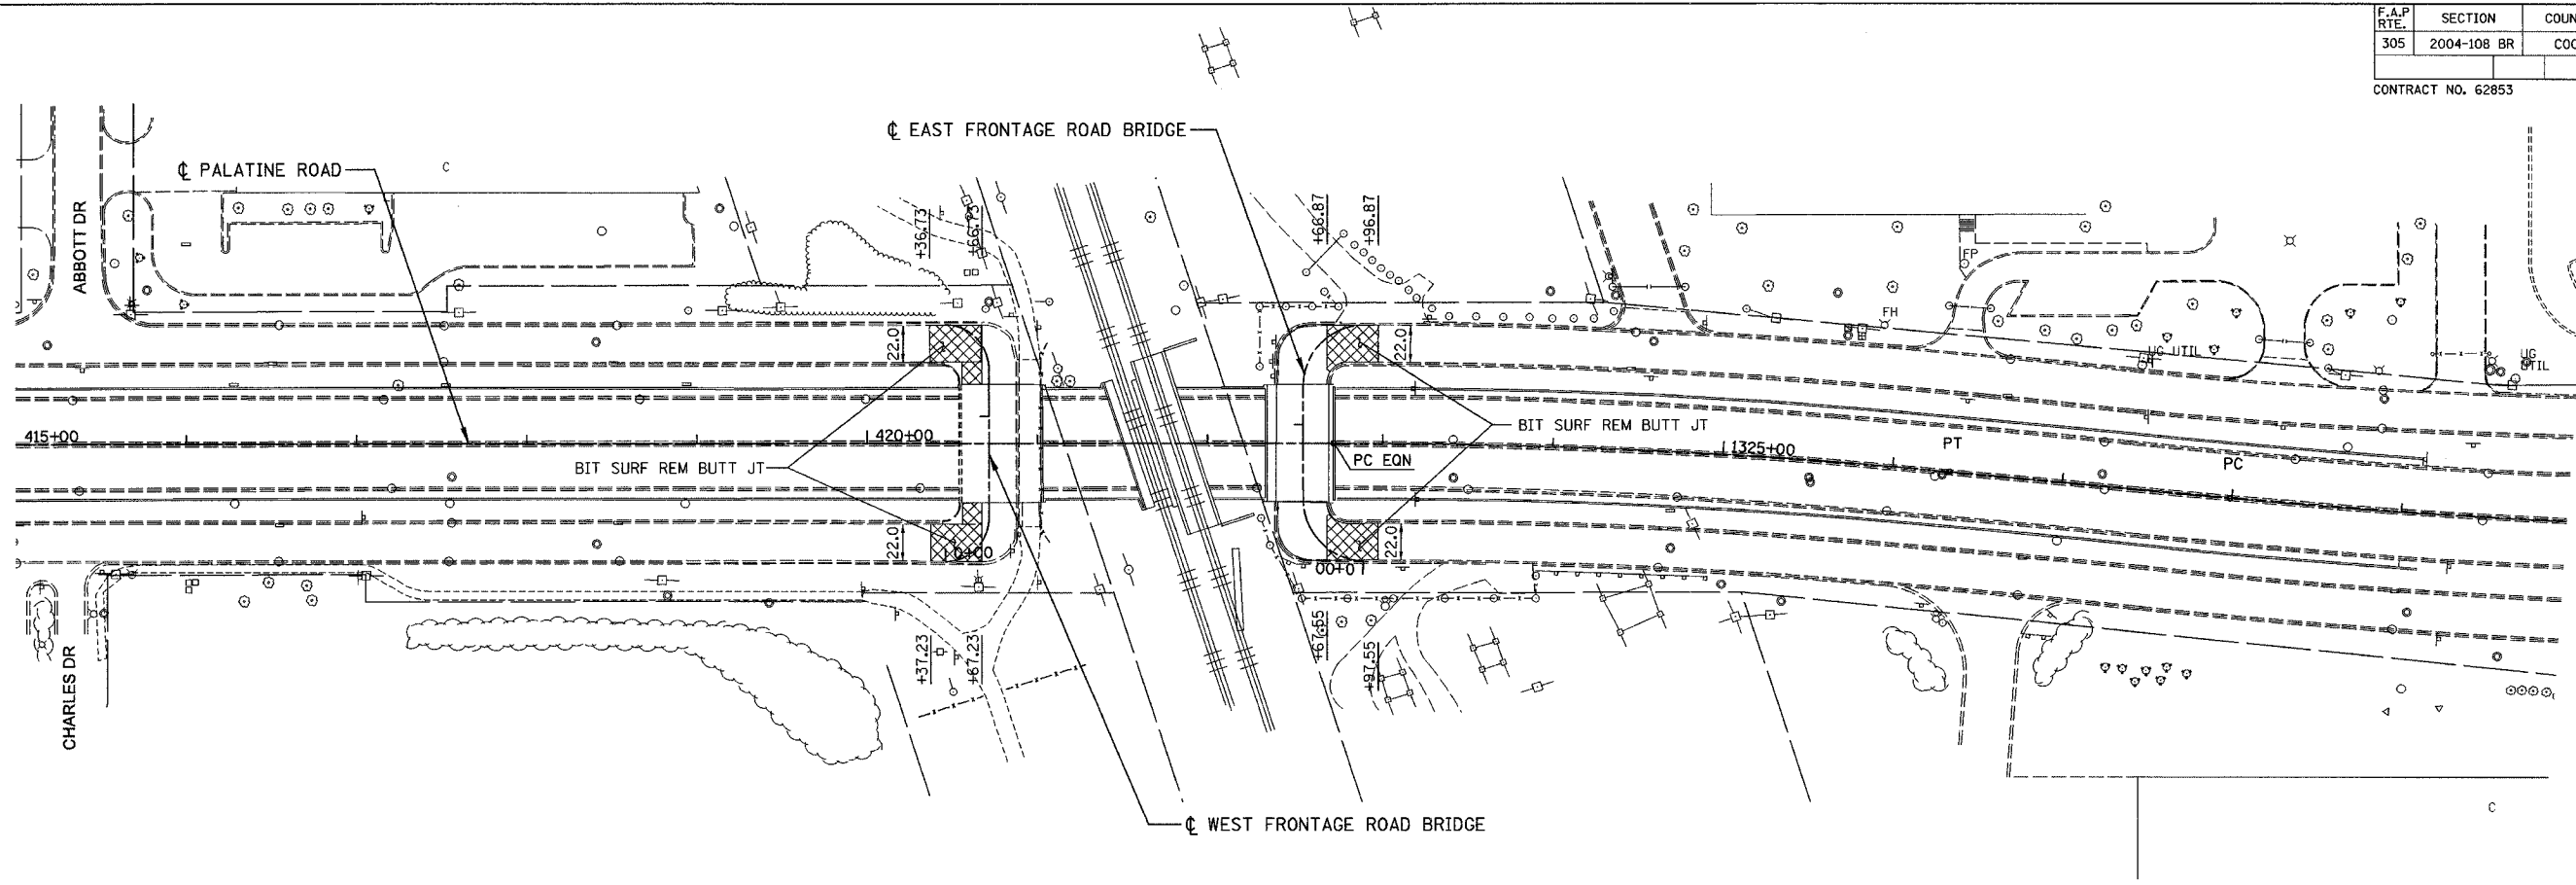 F.A.P RTE. SECTION COUN
305 2004-108 BR COO
CONTRACT NO. 62853
℄ EAST FRONTAGE ROAD BRIDGE
℄ PALATINE ROAD
C
ABBOTT DR
+36.73
+66.73
+66.87
+96.87
FP
FH
22.0
22.0
UG UTIL
UG UTIL
415+00
420+00
BIT SURF REM BUTT JT
BIT SURF REM BUTT JT
PC EQN
1325+00
PT
PC
22.0
0+00
22.0
0+00
CHARLES DR
+37.23
+67.23
+67.55
+97.55
℄ WEST FRONTAGE ROAD BRIDGE
C